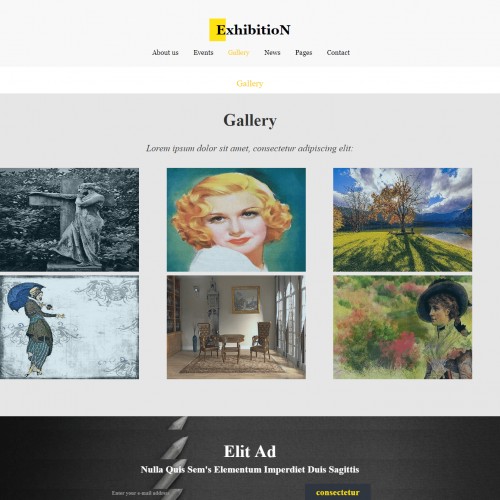 ExhibitioN
About us Events Gallery News Pages Contact
Gallery
Gallery
Lorem ipsum dolor sit amet, consectetur adipiscing elit:
Elit Ad
Nulla Quis Sem's Elementum Imperdiet Duis Sagittis
Enter your e-mail address consectetur